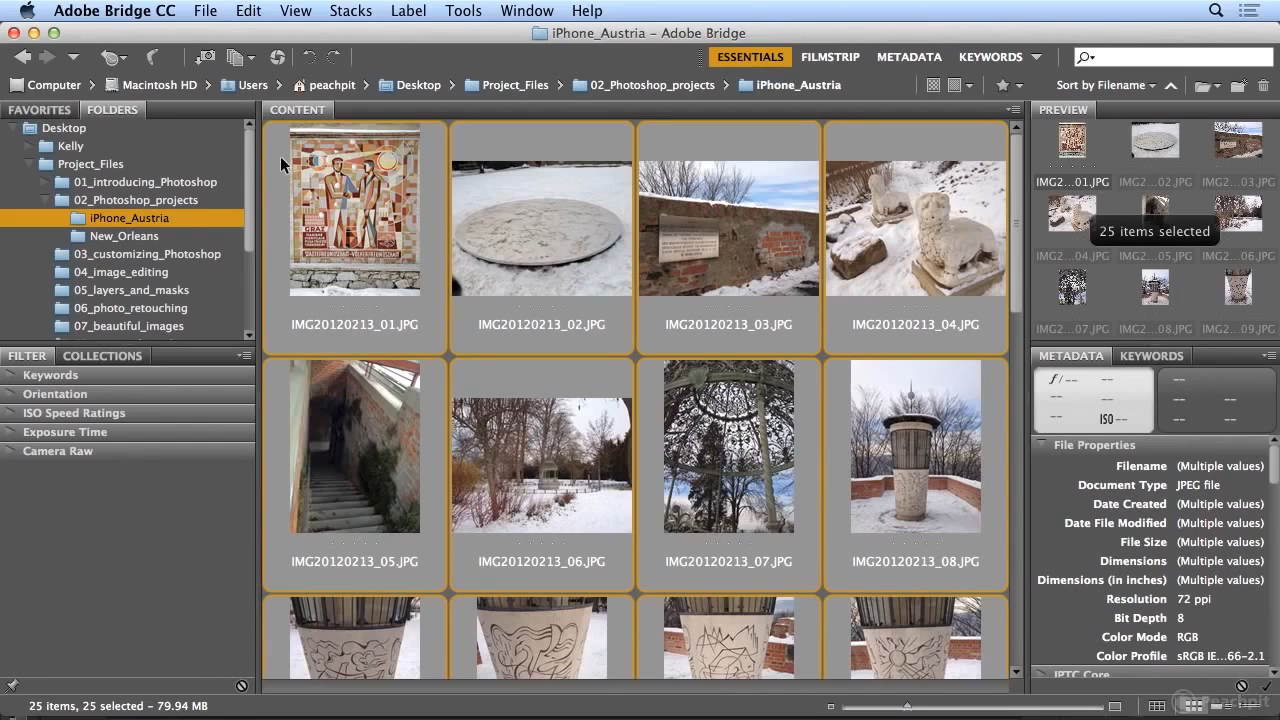 Adobe Bridge CC File Edit View Stacks Label Tools Window Help
iPhone_Austria – Adobe Bridge
ESSENTIALS FILMSTRIP METADATA KEYWORDS
Computer Macintosh HD Users peachpit Desktop Project_Files 02_Photoshop_projects iPhone_Austria Sort by Filename
FAVORITES FOLDERS
Desktop
Kelly
Project_Files
01_introducing_Photoshop
02_Photoshop_projects
iPhone_Austria
New_Orleans
03_customizing_Photoshop
04_image_editing
05_layers_and_masks
06_photo_retouching
07_beautiful_images
FILTER COLLECTIONS
Keywords
Orientation
ISO Speed Ratings
Exposure Time
Camera Raw
CONTENT
GRAZ
IMG20120213_01.JPG IMG20120213_02.JPG IMG20120213_03.JPG IMG20120213_04.JPG
IMG20120213_05.JPG IMG20120213_06.JPG IMG20120213_07.JPG IMG20120213_08.JPG
PREVIEW
IMG2...01.JPG IMG2...02.JPG IMG2...03.JPG
25 items selected
...04.JPG ...05.JPG ...06.JPG
IMG2...07.JPG IMG2...08.JPG IMG2...09.JPG
METADATA KEYWORDS
f/-- -- --
-- -- -- --
-- ISO -- -- --
File Properties
Filename (Multiple values)
Document Type JPEG file
Date Created (Multiple values)
Date File Modified (Multiple values)
File Size (Multiple values)
Dimensions (Multiple values)
Dimensions (in inches) (Multiple values)
Resolution 72 ppi
Bit Depth 8
Color Mode RGB
Color Profile sRGB IE...66-2.1
IPTC Core
25 items, 25 selected – 79.94 MB
Peachpit